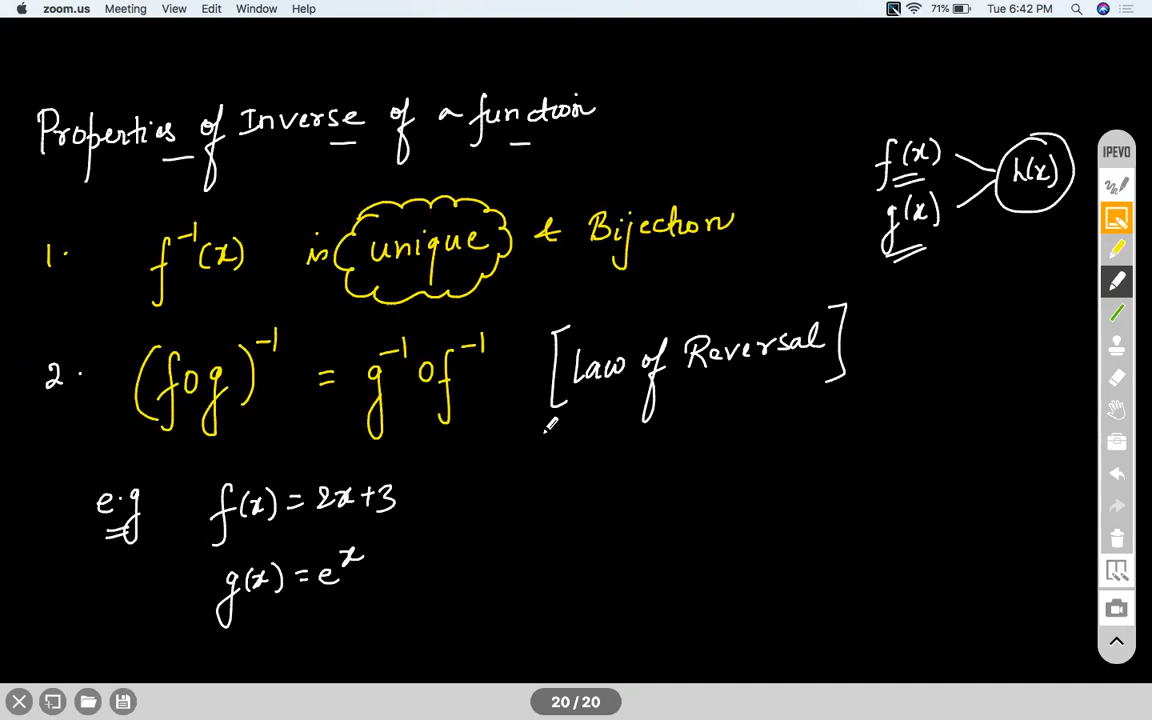 zoom.us Meeting View Edit Window Help 71% Tue 6:42 PM
Properties of Inverse of a function
f(x)
g(x)
h(x)
IPEVO
1. f⁻¹(x) is unique & Bijection
2. (fog)⁻¹ = g⁻¹of⁻¹ [Law of Reversal]
e.g f(x) = 2x+3
g(x) = eˣ
20 / 20